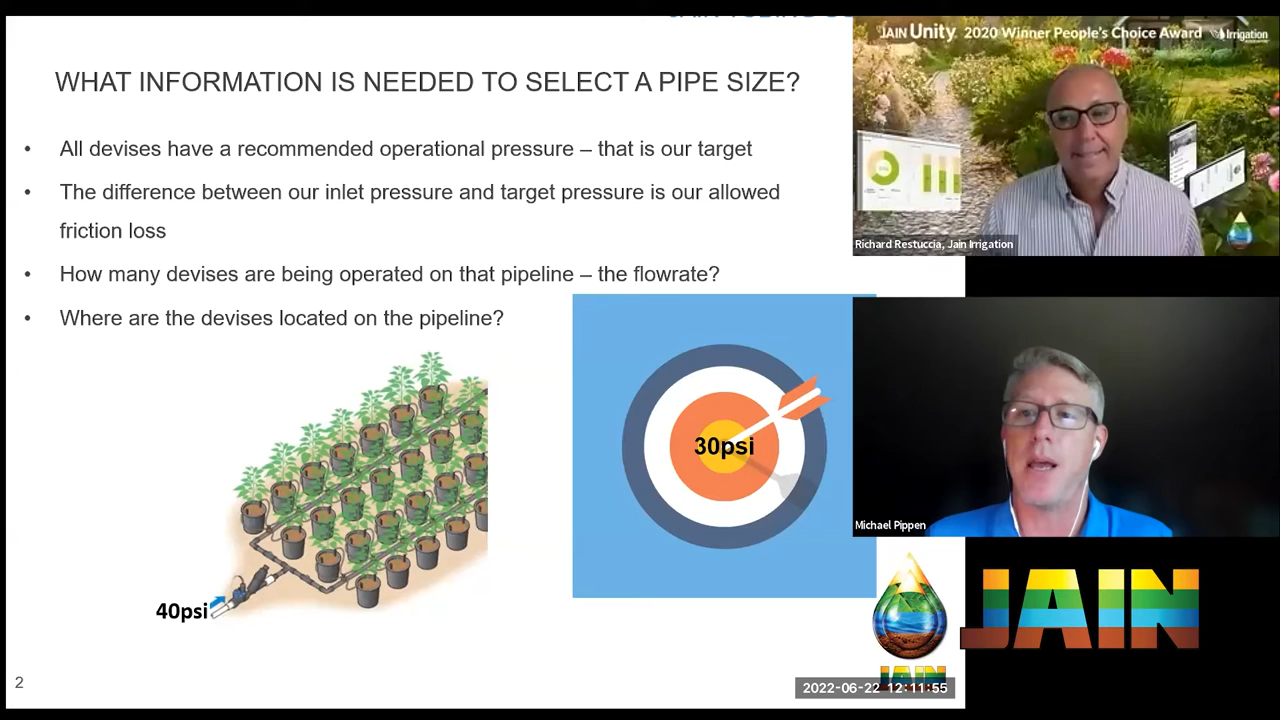 WHAT INFORMATION IS NEEDED TO SELECT A PIPE SIZE?
• All devises have a recommended operational pressure – that is our target
• The difference between our inlet pressure and target pressure is our allowed
friction loss
• How many devises are being operated on that pipeline – the flowrate?
• Where are the devises located on the pipeline?
40psi
30psi
2
JAIN Unity 2020 Winner People's Choice Award Irrigation
Richard Restuccia, Jain Irrigation
Michael Pippen
JAIN
JAIN
2022-06-22 12:11:55